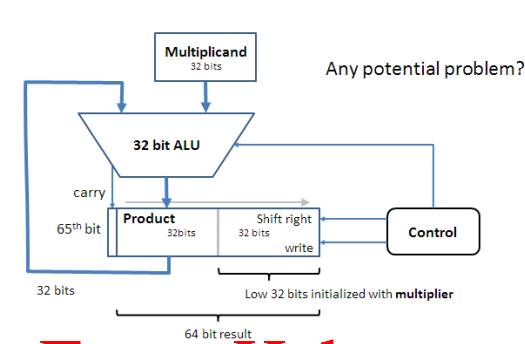 Multiplicand
32 bits
Any potential problem?
32 bit ALU
carry
65th bit
Product
32bits
Shift right
32 bits
write
Control
32 bits
Low 32 bits initialized with multiplier
64 bit result